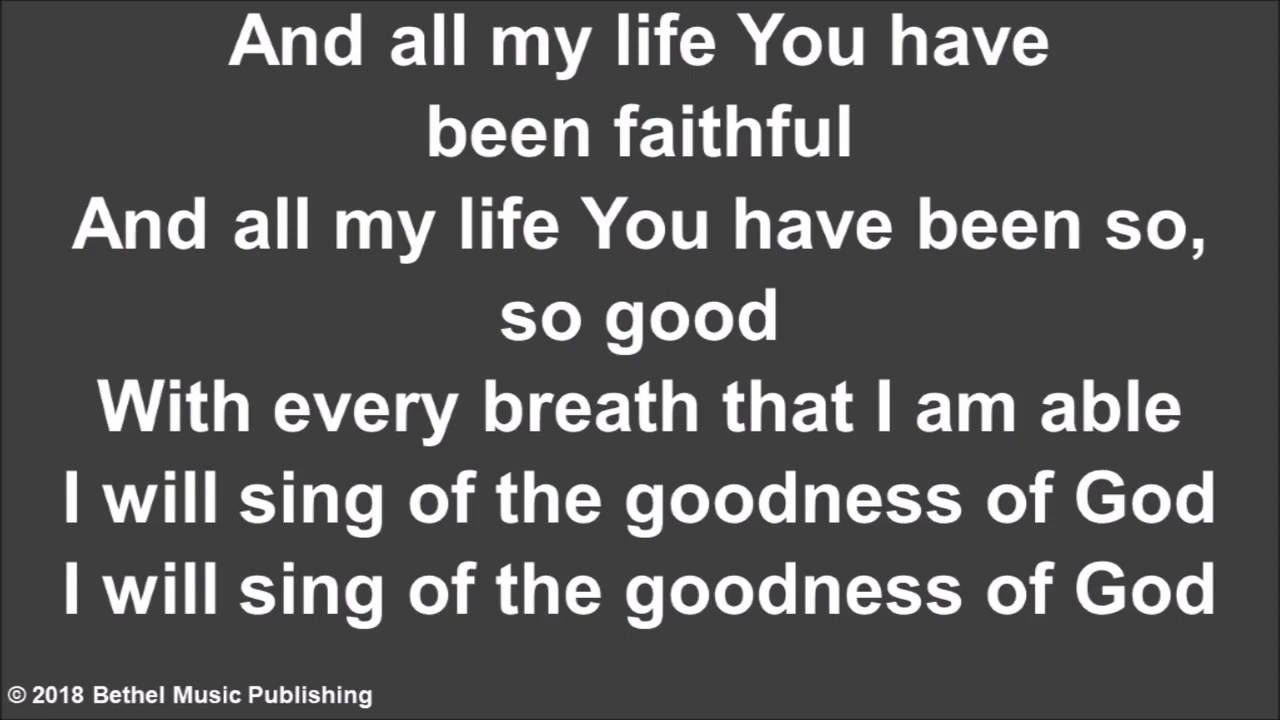 And all my life You have
been faithful
And all my life You have been so,
so good
With every breath that I am able
I will sing of the goodness of God
I will sing of the goodness of God
© 2018 Bethel Music Publishing